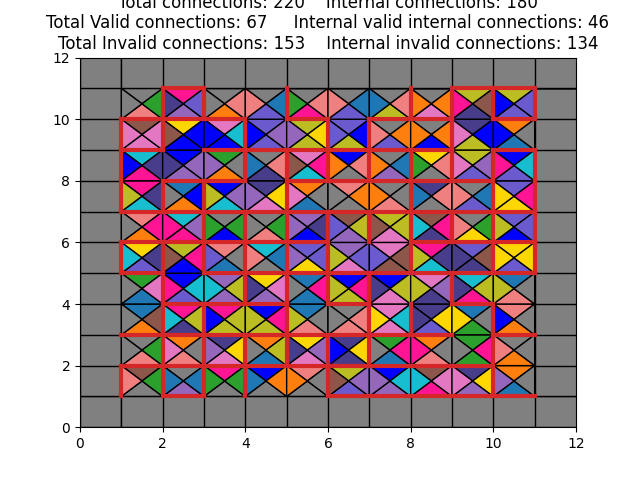 Total connections: 220    Internal connections: 180
Total Valid connections: 67     Internal valid internal connections: 46
Total Invalid connections: 153    Internal invalid connections: 134
12
10
8
6
4
2
0
0 2 4 6 8 10 12